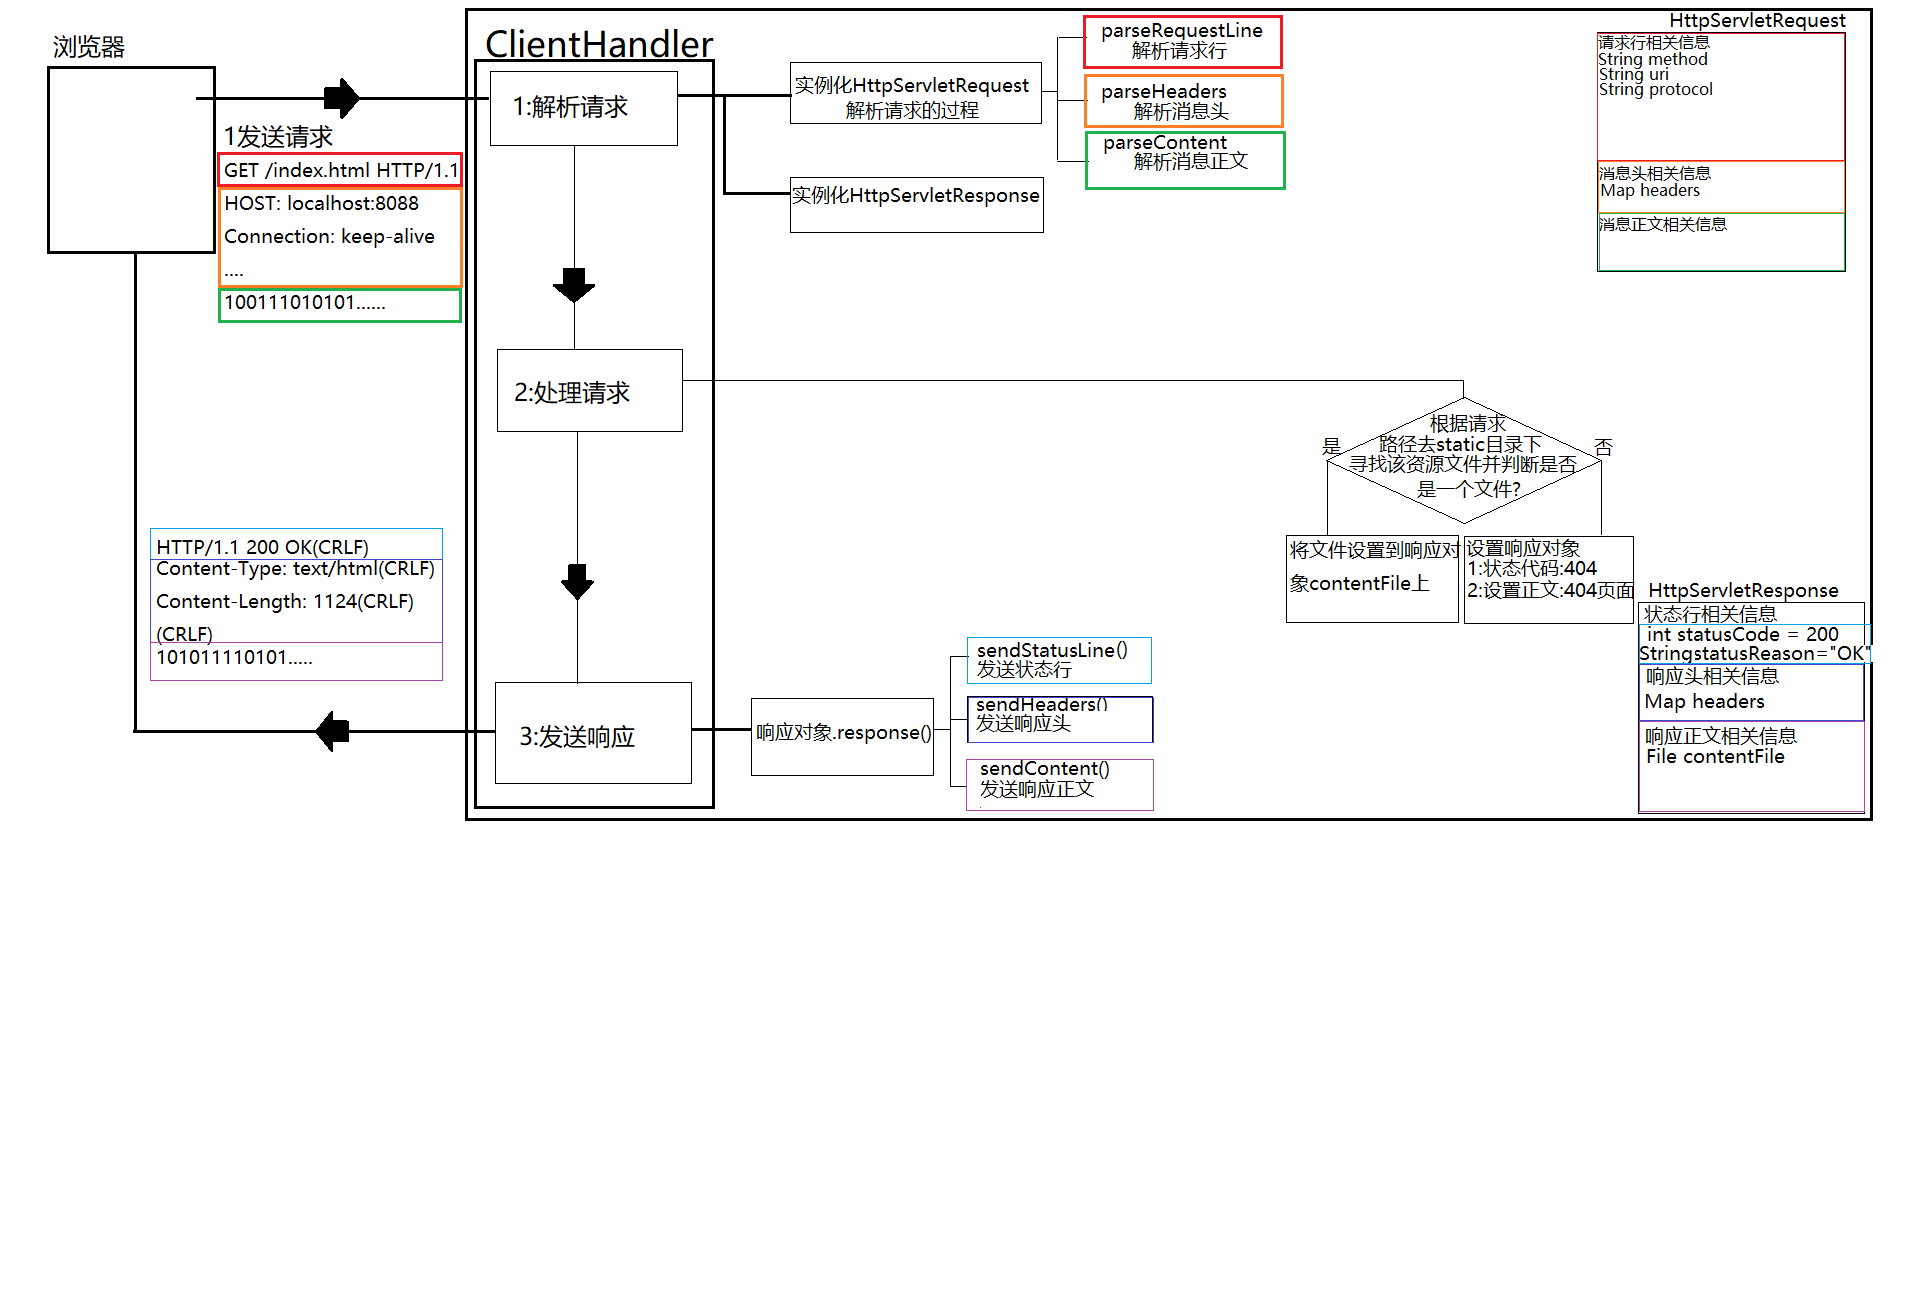 浏览器
1发送请求
GET /index.html HTTP/1.1
HOST: localhost:8088
Connection: keep-alive
....
100111010101......
HTTP/1.1 200 OK(CRLF)
Content-Type: text/html(CRLF)
Content-Length: 1124(CRLF)
(CRLF)
101011110101.....
ClientHandler
1:解析请求
2:处理请求
3:发送响应
实例化HttpServletRequest
解析请求的过程
实例化HttpServletResponse
parseRequestLine
解析请求行
parseHeaders
解析消息头
parseContent
解析消息正文
HttpServletRequest
请求行相关信息
String method
String uri
String protocol
消息头相关信息
Map headers
消息正文相关信息
根据请求
路径去static目录下
寻找该资源文件并判断是否
是一个文件?
是
否
将文件设置到响应对
象contentFile上
设置响应对象
1:状态代码:404
2:设置正文:404页面
响应对象.response()
sendStatusLine()
发送状态行
sendHeaders()
发送响应头
sendContent()
发送响应正文
HttpServletResponse
状态行相关信息
int statusCode = 200
StringstatusReason="OK"
响应头相关信息
Map headers
响应正文相关信息
File contentFile